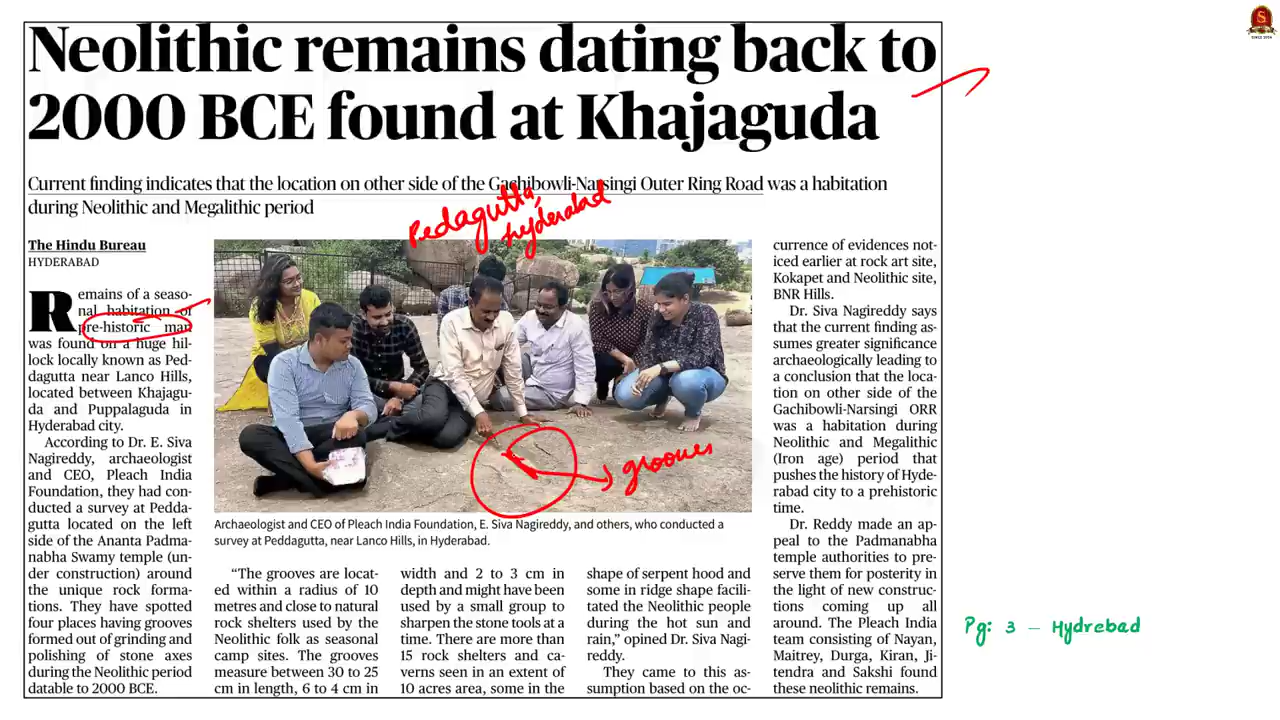 Neolithic remains dating back to
2000 BCE found at Khajaguda
Current finding indicates that the location on other side of the Gachibowli-Narsingi Outer Ring Road was a habitation
during Neolithic and Megalithic period
Pedagutta,
hyderabad
The Hindu Bureau
HYDERABAD
Remains of a seaso-
nal habitation of
pre-historic man
was found on a huge hil-
lock locally known as Ped-
dagutta near Lanco Hills,
located between Khajagu-
da and Puppalaguda in
Hyderabad city.
According to Dr. E. Siva
Nagireddy, archaeologist
and CEO, Pleach India
Foundation, they had con-
ducted a survey at Pedda-
gutta located on the left
side of the Ananta Padma-
nabha Swamy temple (un-
der construction) around
the unique rock forma-
tions. They have spotted
four places having grooves
formed out of grinding and
polishing of stone axes
during the Neolithic period
datable to 2000 BCE.
grooves
Archaeologist and CEO of Pleach India Foundation, E. Siva Nagireddy, and others, who conducted a
survey at Peddagutta, near Lanco Hills, in Hyderabad.
“The grooves are locat-
ed within a radius of 10
metres and close to natural
rock shelters used by the
Neolithic folk as seasonal
camp sites. The grooves
measure between 30 to 25
cm in length, 6 to 4 cm in
width and 2 to 3 cm in
depth and might have been
used by a small group to
sharpen the stone tools at a
time. There are more than
15 rock shelters and ca-
verns seen in an extent of
10 acres area, some in the
shape of serpent hood and
some in ridge shape facili-
tated the Neolithic people
during the hot sun and
rain,” opined Dr. Siva Nagi-
reddy.
They came to this as-
sumption based on the oc-
currence of evidences not-
iced earlier at rock art site,
Kokapet and Neolithic site,
BNR Hills.
Dr. Siva Nagireddy says
that the current finding as-
sumes greater significance
archaeologically leading to
a conclusion that the loca-
tion on other side of the
Gachibowli-Narsingi ORR
was a habitation during
Neolithic and Megalithic
(Iron age) period that
pushes the history of Hyde-
rabad city to a prehistoric
time.
Dr. Reddy made an ap-
peal to the Padmanabha
temple authorities to pre-
serve them for posterity in
the light of new construc-
tions coming up all
around. The Pleach India
team consisting of Nayan,
Maitrey, Durga, Kiran, Ji-
tendra and Sakshi found
these neolithic remains.
Pg: 3 – Hydrebad
S
SINCE 2004